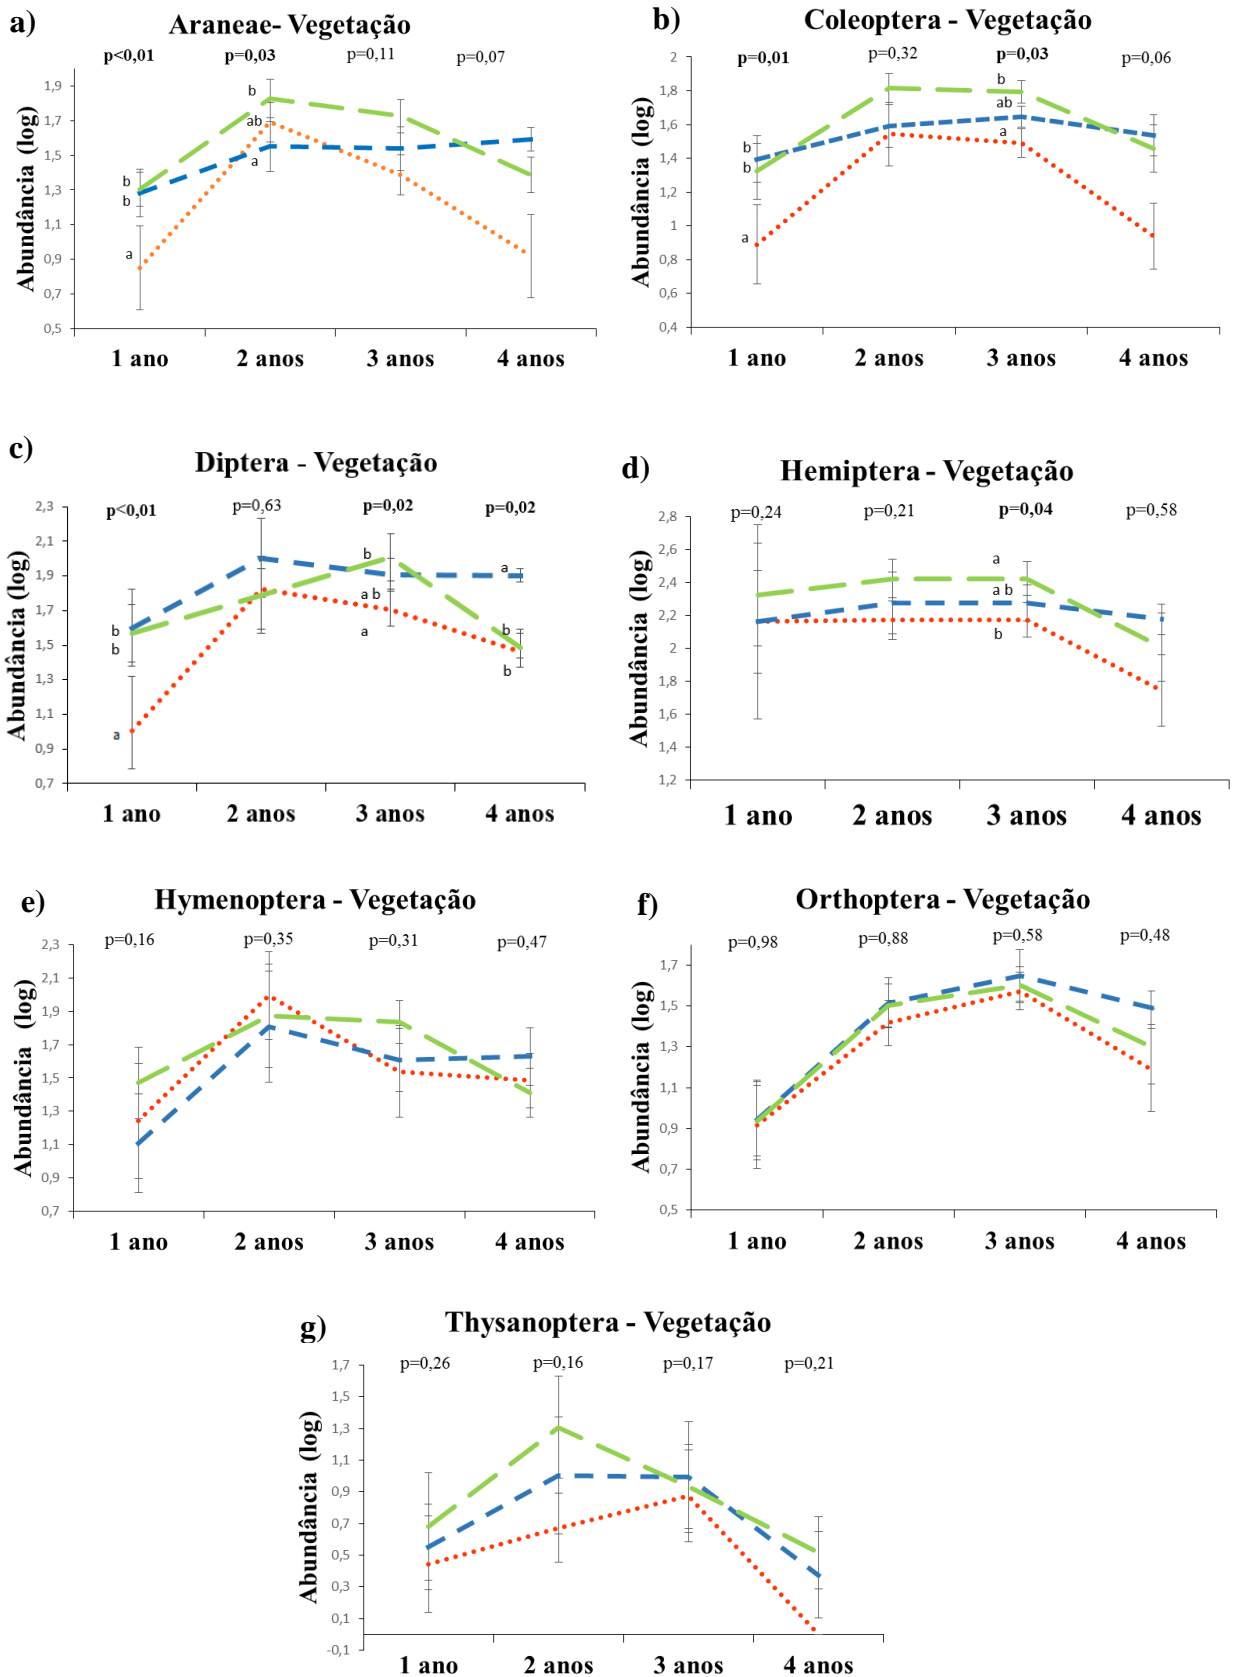 a)
Araneae- Vegetação
p<0,01 p=0,03 p=0,11 p=0,07
Abundância (log)
1,9
1,7
1,5
1,3
1,1
0,9
0,7
0,5
b
b
a
b
ab
a
1 ano 2 anos 3 anos 4 anos
b)
Coleoptera - Vegetação
p=0,01 p=0,32 p=0,03 p=0,06
Abundância (log)
2
1,8
1,6
1,4
1,2
1
0,8
0,6
0,4
b
b
a
b
ab
a
1 ano 2 anos 3 anos 4 anos
c)
Diptera - Vegetação
p<0,01 p=0,63 p=0,02 p=0,02
Abundância (log)
2,3
2,1
1,9
1,7
1,5
1,3
1,1
0,9
0,7
b
b
a
b
a b
a
a
b
b
1 ano 2 anos 3 anos 4 anos
d)
Hemiptera - Vegetação
p=0,24 p=0,21 p=0,04 p=0,58
Abundância (log)
2,8
2,6
2,4
2,2
2
1,8
1,6
1,4
1,2
a
a b
b
1 ano 2 anos 3 anos 4 anos
e)
Hymenoptera - Vegetação
p=0,16 p=0,35 p=0,31 p=0,47
Abundância (log)
2,3
2,1
1,9
1,7
1,5
1,3
1,1
0,9
0,7
1 ano 2 anos 3 anos 4 anos
f)
Orthoptera - Vegetação
p=0,98 p=0,88 p=0,58 p=0,48
Abundância (log)
1,7
1,5
1,3
1,1
0,9
0,7
0,5
1 ano 2 anos 3 anos 4 anos
g)
Thysanoptera - Vegetação
p=0,26 p=0,16 p=0,17 p=0,21
Abundância (log)
1,7
1,5
1,3
1,1
0,9
0,7
0,5
0,3
0,1
-0,1
1 ano 2 anos 3 anos 4 anos